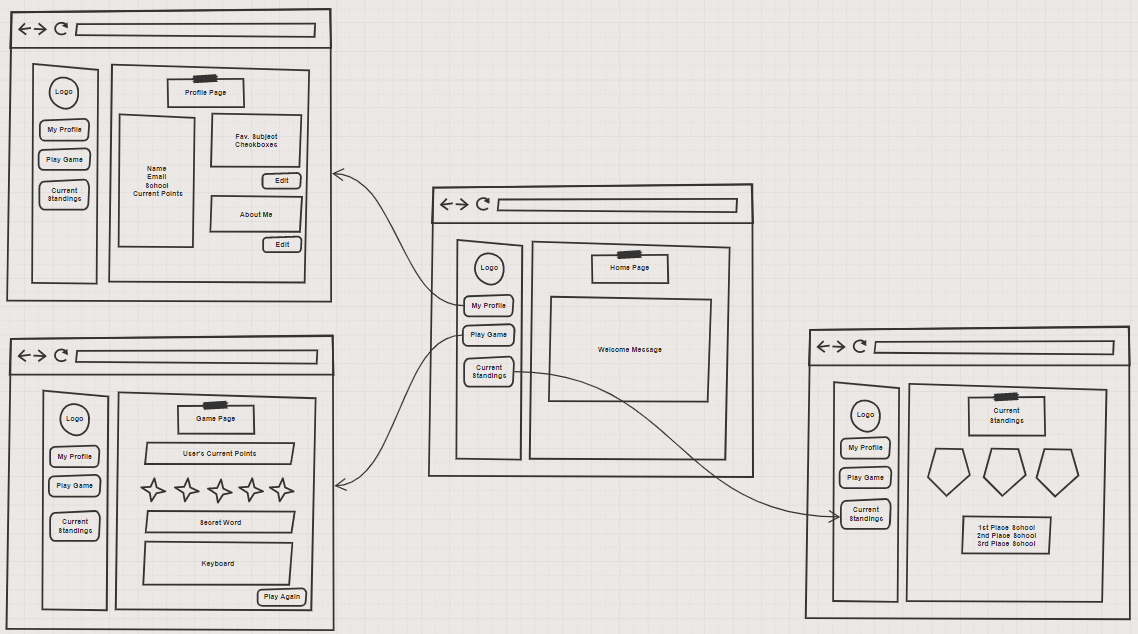 Logo
My Profile
Play Game
Current
Standings
Profile Page
Name
Email
School
Current Points
Fav. Subject
Checkboxes
Edit
About Me
Edit
Logo
My Profile
Play Game
Current
Standings
Home Page
Welcome Message
Logo
My Profile
Play Game
Current
Standings
Game Page
User's Current Points
Secret Word
Keyboard
Play Again
Logo
My Profile
Play Game
Current
Standings
Current
Standings
1st Place School
2nd Place School
3rd Place School